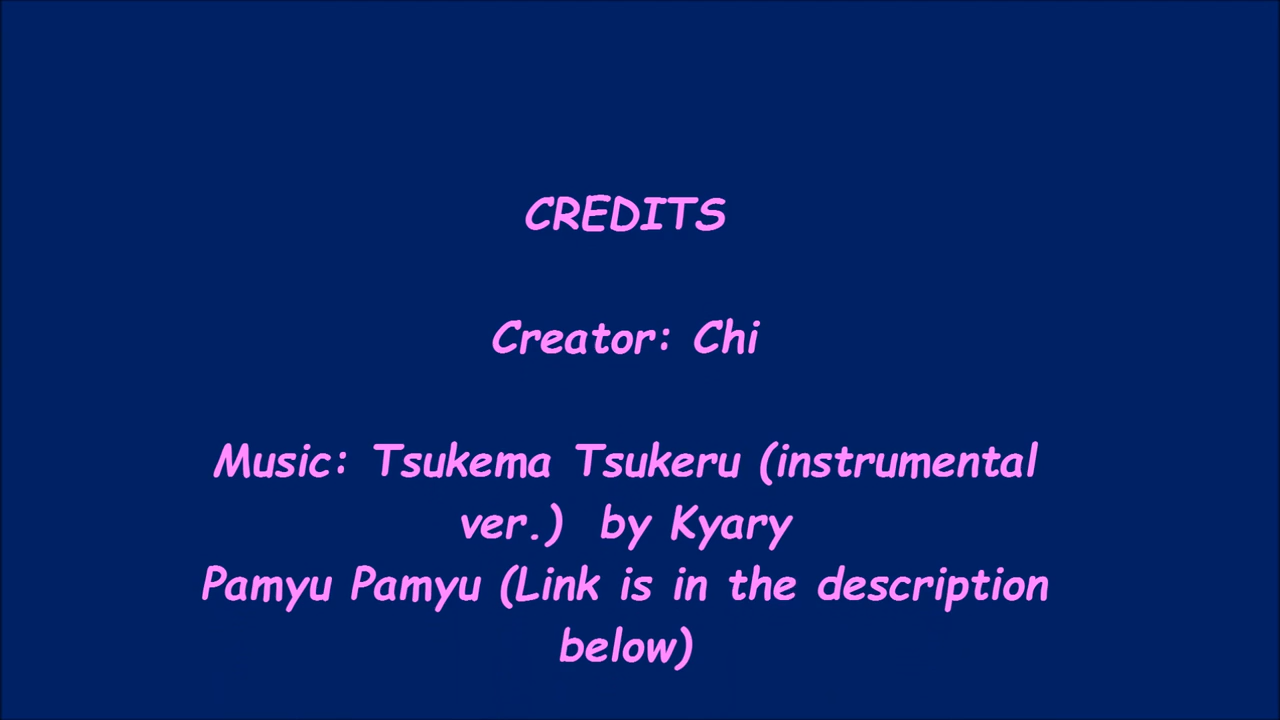 CREDITS
Creator: Chi
Music: Tsukema Tsukeru (instrumental
ver.) by Kyary
Pamyu Pamyu (Link is in the description
below)